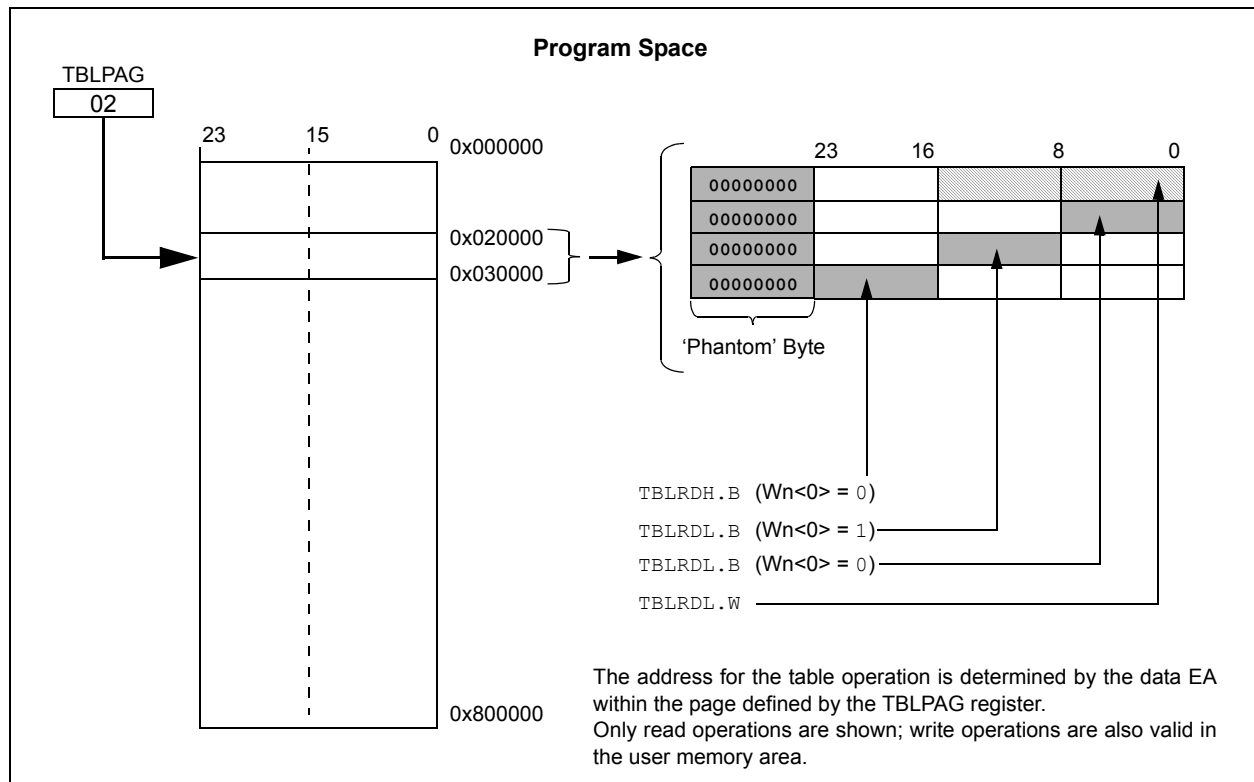 Program Space
TBLPAG
02
23 15 0
0x000000
0x020000
0x030000
0x800000
23 16 8 0
00000000
00000000
00000000
00000000
‘Phantom’ Byte
TBLRDH.B (Wn<0> = 0)
TBLRDL.B (Wn<0> = 1)
TBLRDL.B (Wn<0> = 0)
TBLRDL.W
The address for the table operation is determined by the data EA
within the page defined by the TBLPAG register.
Only read operations are shown; write operations are also valid in
the user memory area.